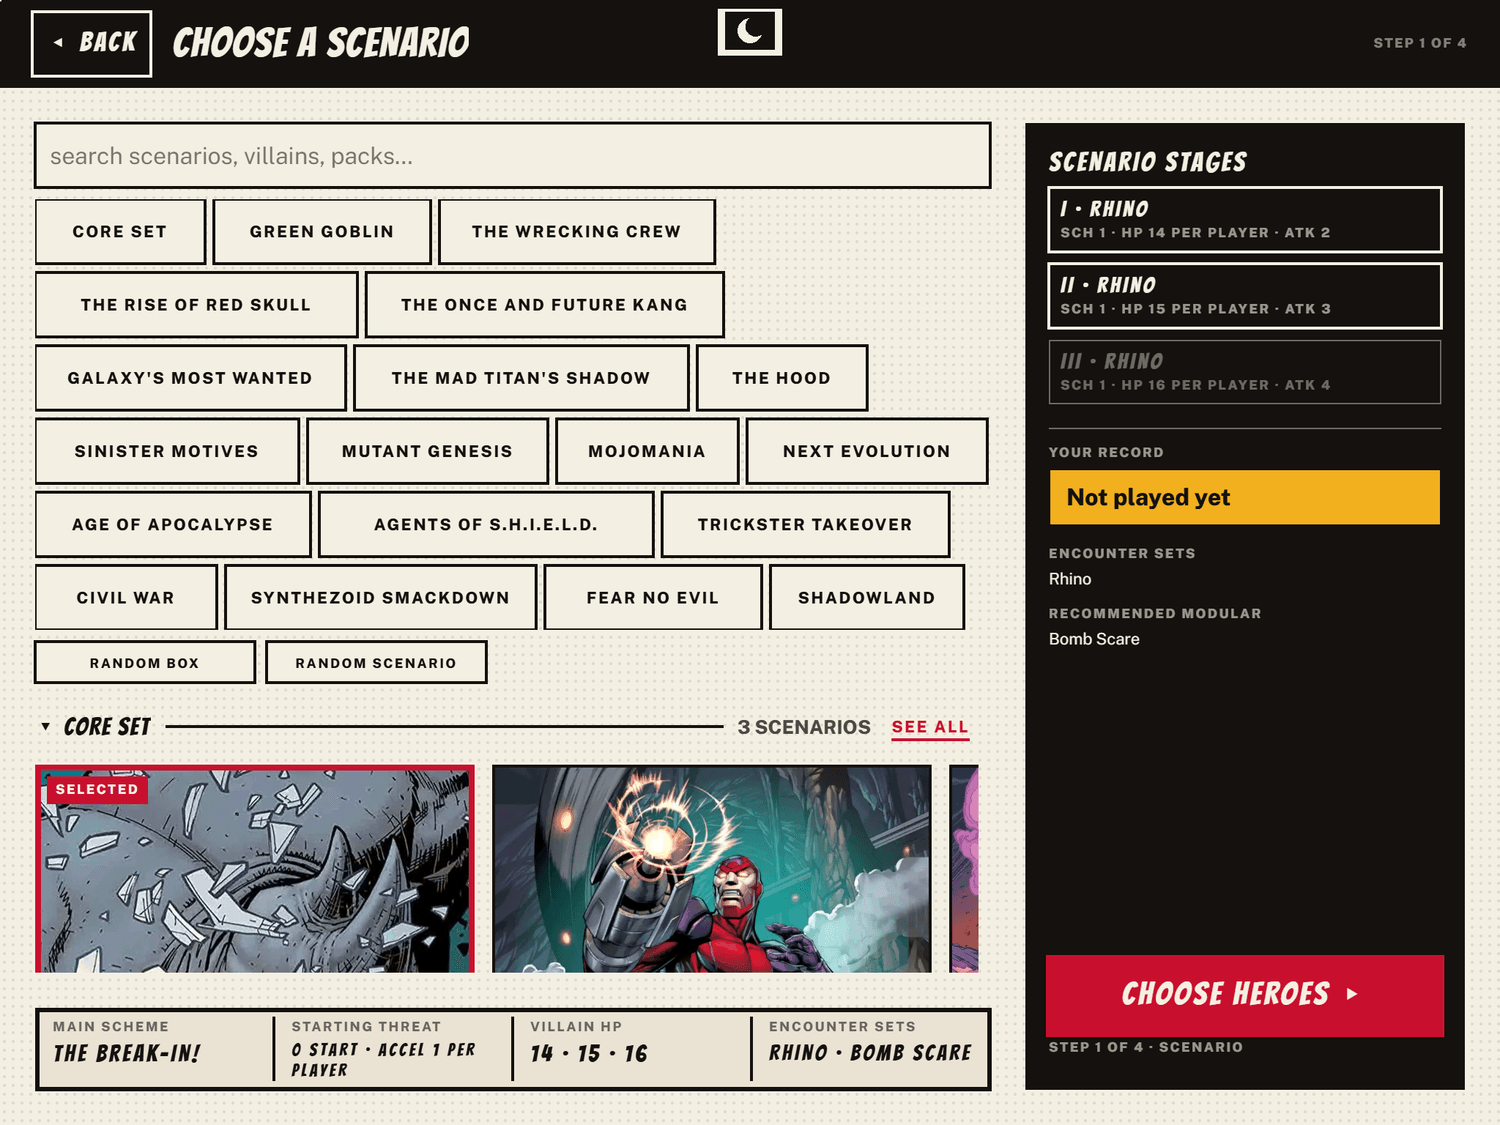 ◄ BACK
CHOOSE A SCENARIO
STEP 1 OF 4
search scenarios, villains, packs...
CORE SET
GREEN GOBLIN
THE WRECKING CREW
THE RISE OF RED SKULL
THE ONCE AND FUTURE KANG
GALAXY'S MOST WANTED
THE MAD TITAN'S SHADOW
THE HOOD
SINISTER MOTIVES
MUTANT GENESIS
MOJOMANIA
NEXT EVOLUTION
AGE OF APOCALYPSE
AGENTS OF S.H.I.E.L.D.
TRICKSTER TAKEOVER
CIVIL WAR
SYNTHEZOID SMACKDOWN
FEAR NO EVIL
SHADOWLAND
RANDOM BOX
RANDOM SCENARIO
▼ CORE SET
3 SCENARIOS
SEE ALL
SELECTED
MAIN SCHEME
THE BREAK-IN!
STARTING THREAT
0 START · ACCEL 1 PER
PLAYER
VILLAIN HP
14 · 15 · 16
ENCOUNTER SETS
RHINO · BOMB SCARE
SCENARIO STAGES
I · RHINO
SCH 1 · HP 14 PER PLAYER · ATK 2
II · RHINO
SCH 1 · HP 15 PER PLAYER · ATK 3
III · RHINO
SCH 1 · HP 16 PER PLAYER · ATK 4
YOUR RECORD
Not played yet
ENCOUNTER SETS
Rhino
RECOMMENDED MODULAR
Bomb Scare
CHOOSE HEROES ►
STEP 1 OF 4 · SCENARIO